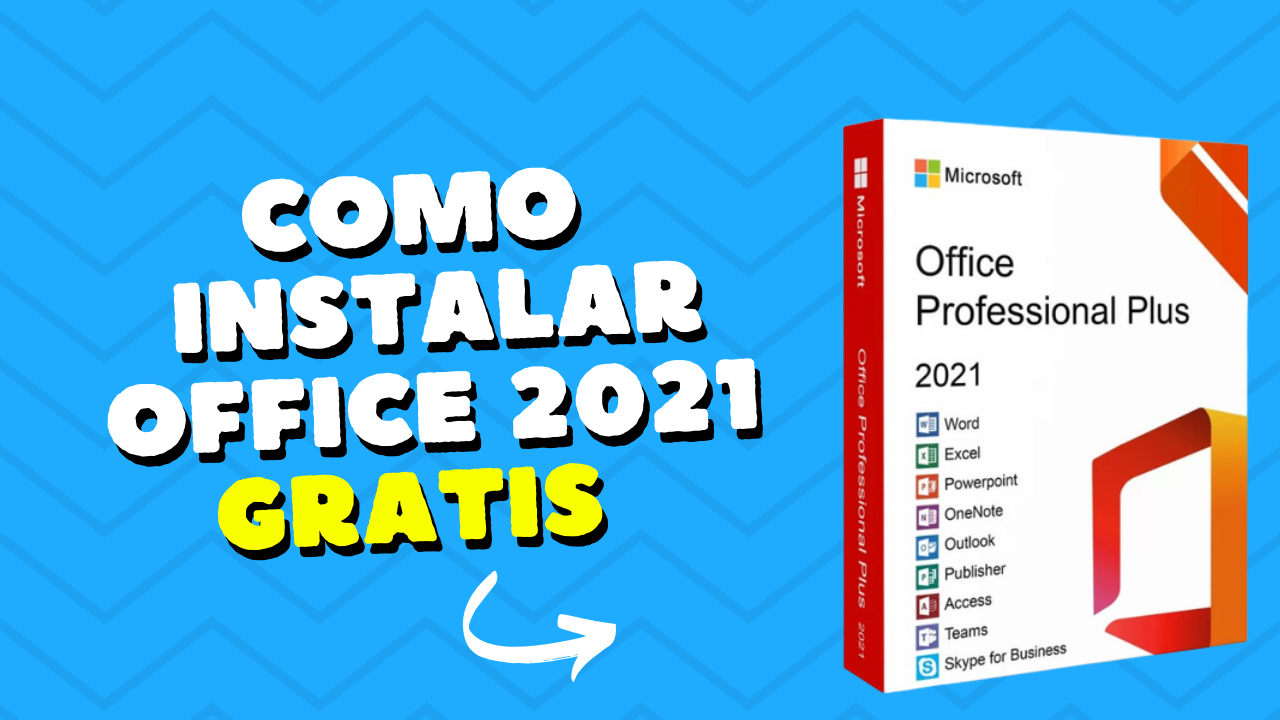 COMO
INSTALAR
OFFICE 2021
GRATIS
Microsoft
Office Professional Plus
2021
Microsoft
Office
Professional Plus
2021
Word
Excel
Powerpoint
OneNote
Outlook
Publisher
Access
Teams
Skype for Business